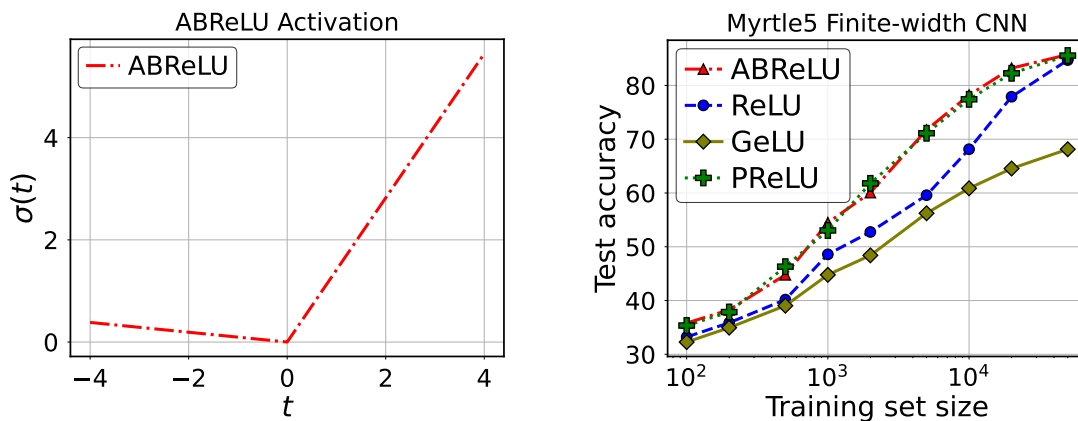 ABReLU Activation
ABReLU
4
2
0
−4
−2
0
2
4
σ(t)
t
Myrtle5 Finite-width CNN
ABReLU
ReLU
GeLU
PReLU
80
70
60
50
40
30
10²
10³
10⁴
Test accuracy
Training set size